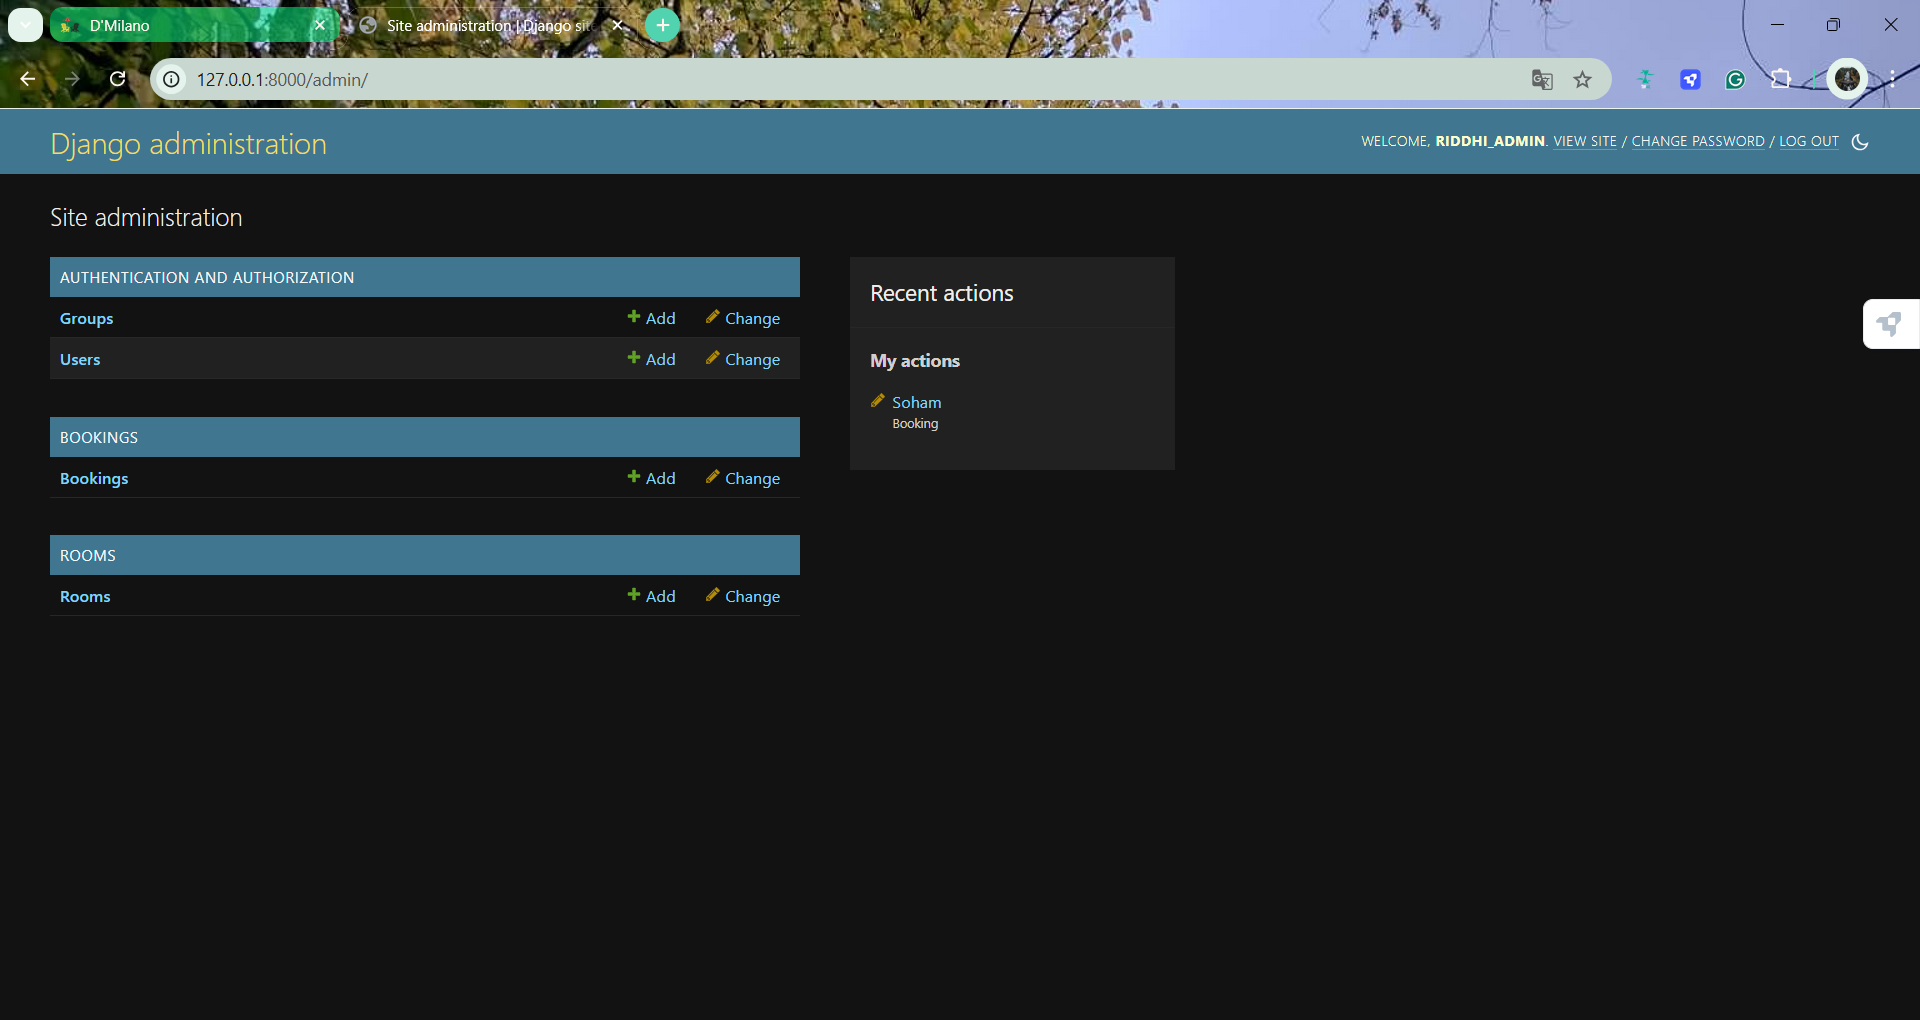 D'Milano
Site administration | Django sit
127.0.0.1:8000/admin/
Django administration
WELCOME, RIDDHI_ADMIN. VIEW SITE / CHANGE PASSWORD / LOG OUT
Site administration
AUTHENTICATION AND AUTHORIZATION
Groups Add Change
Users Add Change
BOOKINGS
Bookings Add Change
ROOMS
Rooms Add Change
Recent actions
My actions
Soham
Booking